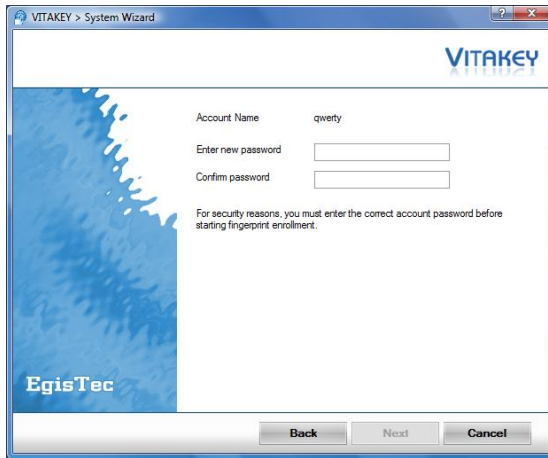 VITAKEY > System Wizard
VITAKEY
Account Name qwerty
Enter new password
Confirm password
For security reasons, you must enter the correct account password before
starting fingerprint enrollment.
EgisTec
Back Next Cancel